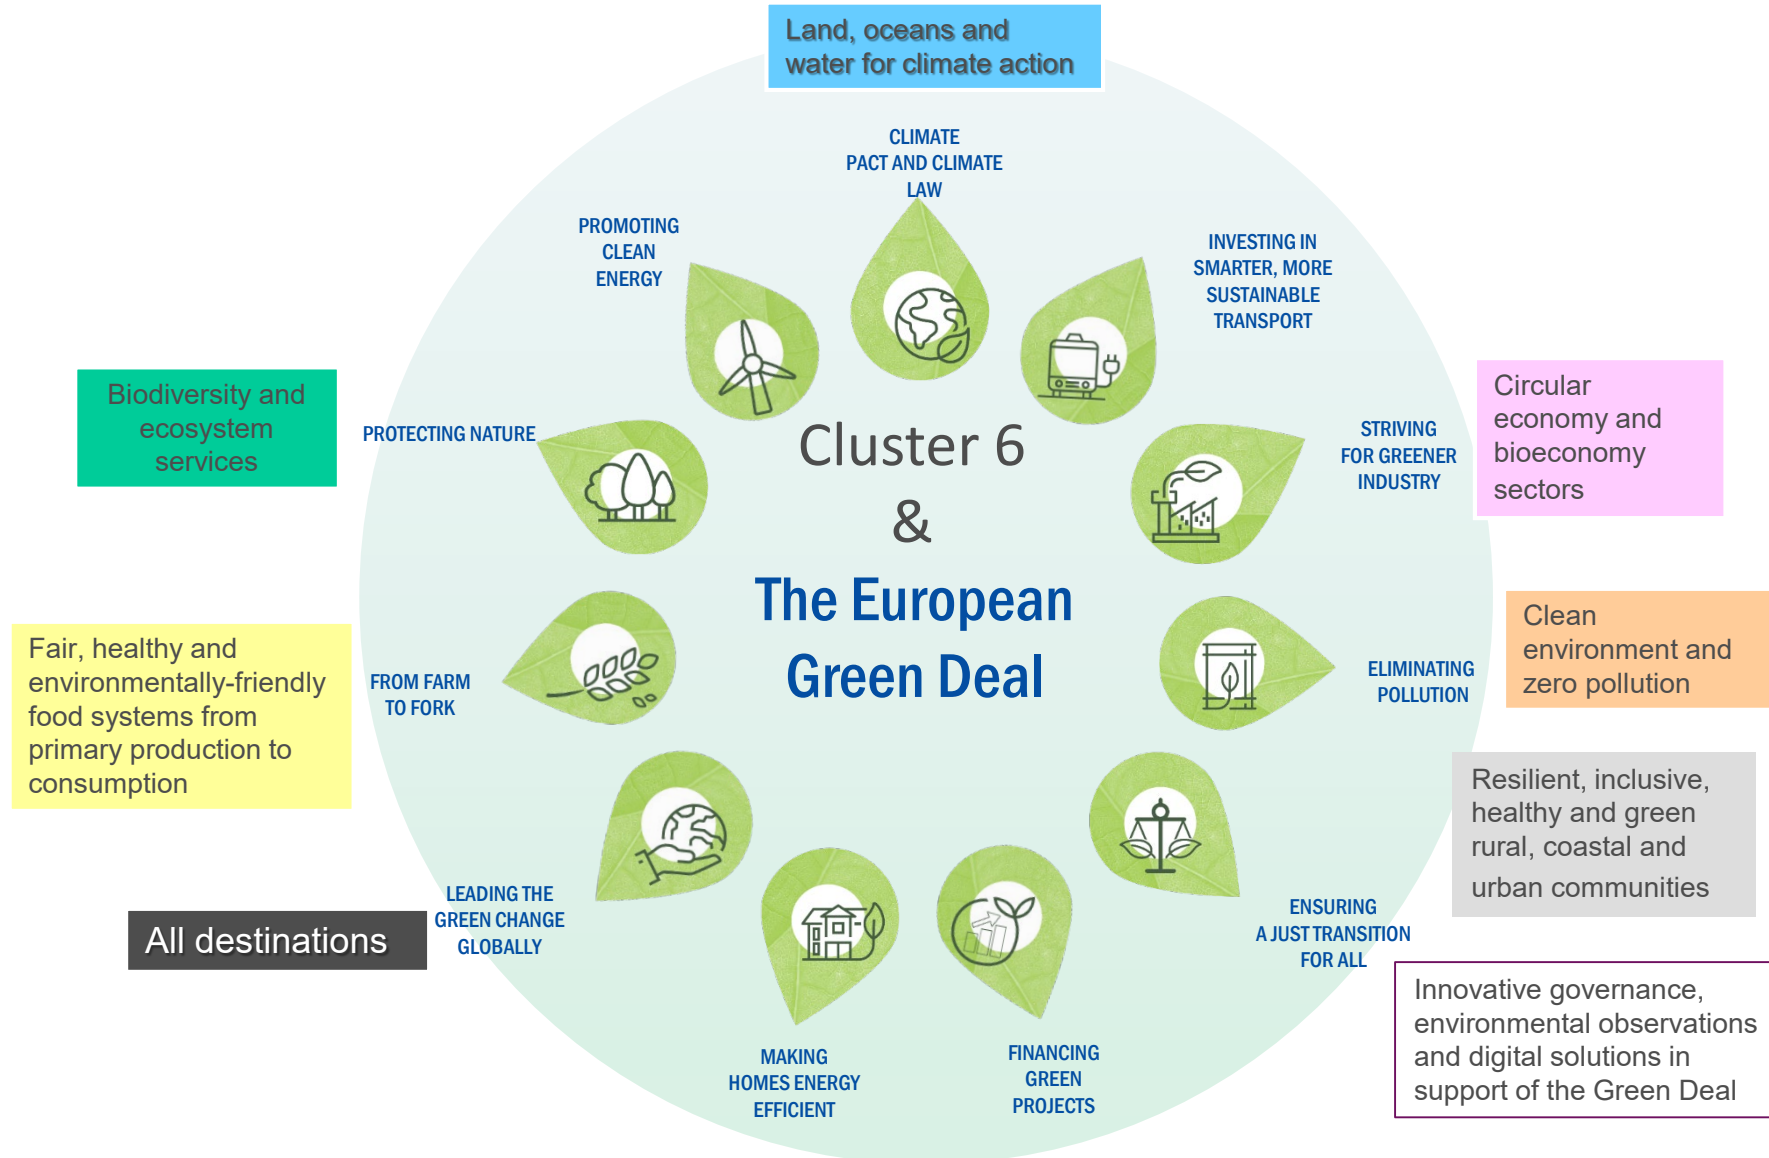 Land, oceans and
water for climate action
CLIMATE
PACT AND CLIMATE
LAW
PROMOTING
CLEAN
ENERGY
INVESTING IN
SMARTER, MORE
SUSTAINABLE
TRANSPORT
Biodiversity and
ecosystem
services
PROTECTING NATURE
Cluster 6
&
The European
Green Deal
STRIVING
FOR GREENER
INDUSTRY
Circular
economy and
bioeconomy
sectors
Fair, healthy and
environmentally-friendly
food systems from
primary production to
consumption
FROM FARM
TO FORK
ELIMINATING
POLLUTION
Clean
environment and
zero pollution
Resilient, inclusive,
healthy and green
rural, coastal and
urban communities
All destinations
LEADING THE
GREEN CHANGE
GLOBALLY
ENSURING
A JUST TRANSITION
FOR ALL
MAKING
HOMES ENERGY
EFFICIENT
FINANCING
GREEN
PROJECTS
Innovative governance,
environmental observations
and digital solutions in
support of the Green Deal